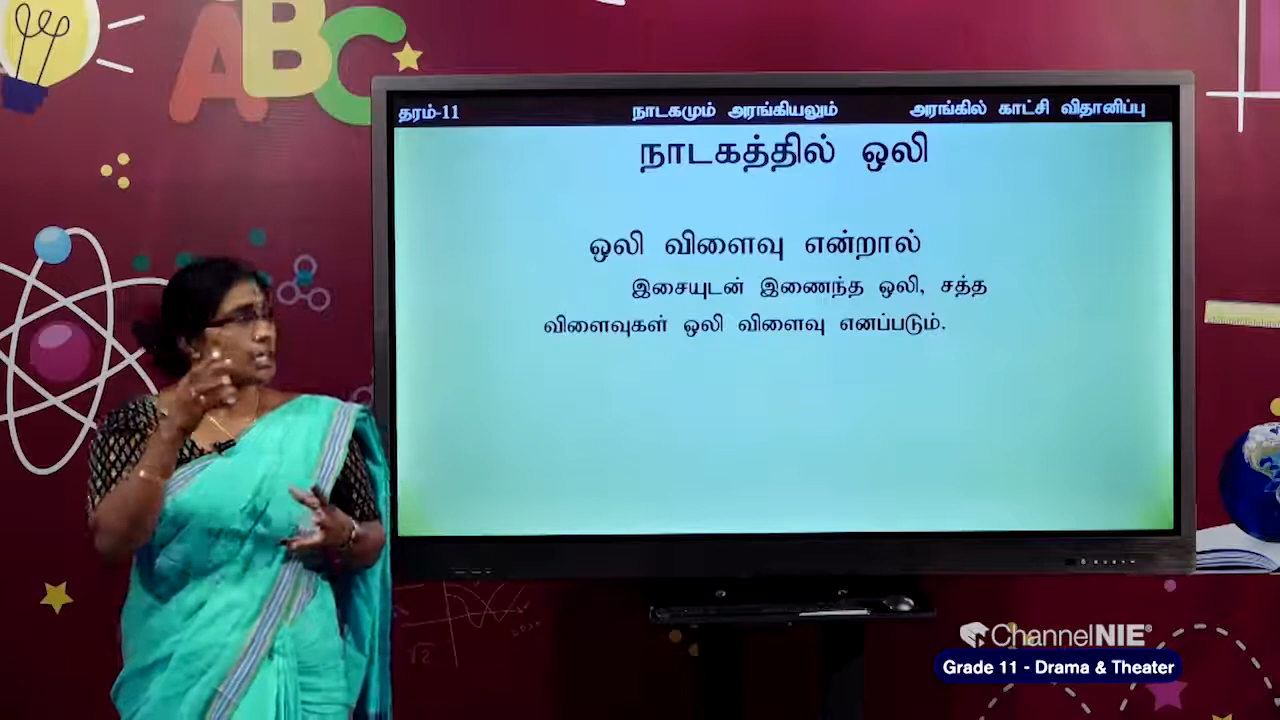 ABC
தரம்-11 நாடகமும் அரங்கியலும் அரங்கில் காட்சி விதானிப்பு
நாடகத்தில் ஒலி
ஒலி விளைவு என்றால்
இசையுடன் இணைந்த ஒலி, சத்த
விளைவுகள் ஒலி விளைவு எனப்படும்.
√2
ChannelNIE®
Grade 11 - Drama & Theater